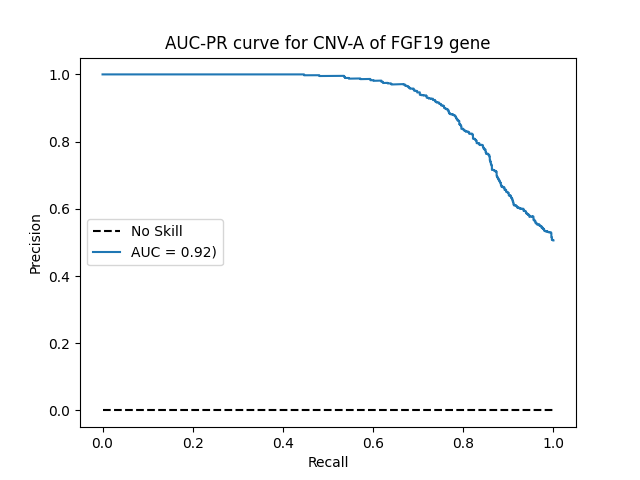 AUC-PR curve for CNV-A of FGF19 gene
1.0
0.8
0.6
0.4
0.2
0.0
Precision
No Skill
AUC = 0.92)
0.0 0.2 0.4 0.6 0.8 1.0
Recall